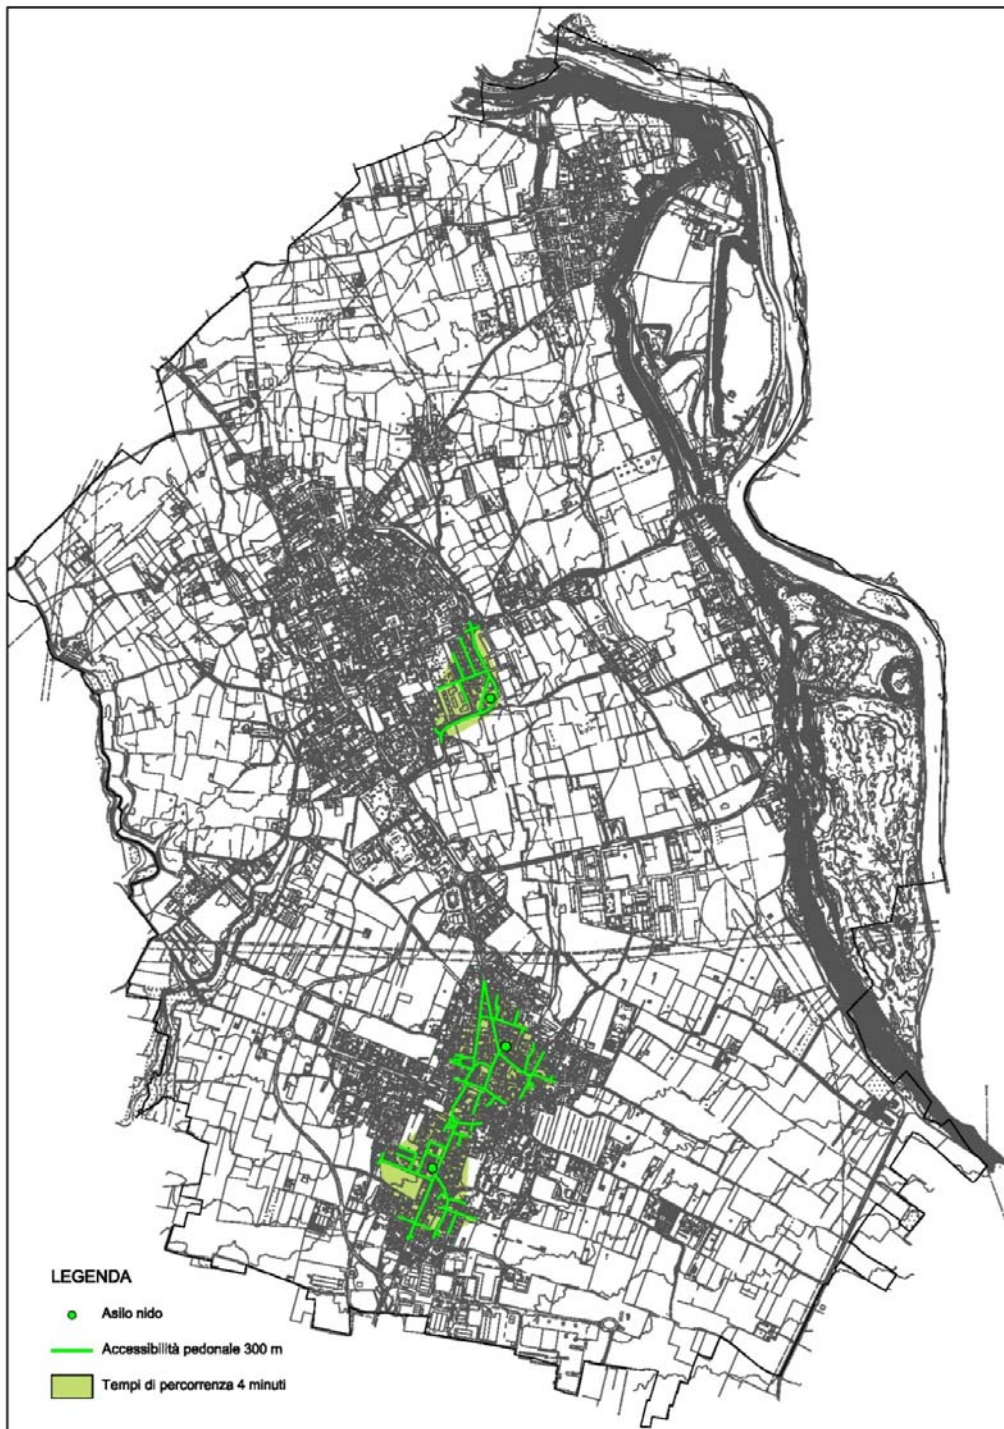 LEGENDA
Asilo nido
Accessibilità pedonale 300 m
Tempi di percorrenza 4 minuti